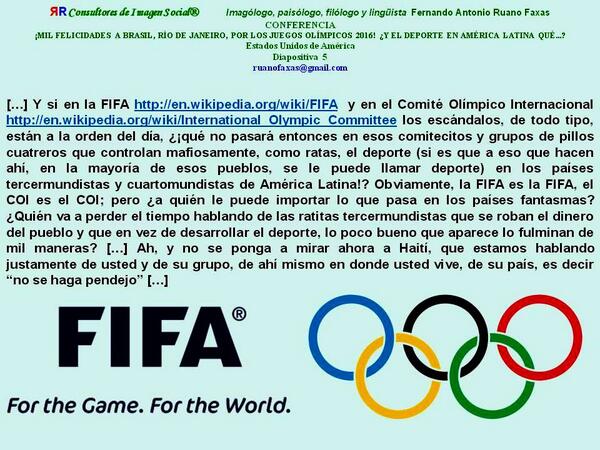 ЯR Consultores de Imagen Social® Imagólogo, paisólogo, filólogo y lingüista Fernando Antonio Ruano Faxas
CONFERENCIA
¡MIL FELICIDADES A BRASIL, RÍO DE JANEIRO, POR LOS JUEGOS OLÍMPICOS 2016! ¿Y EL DEPORTE EN AMÉRICA LATINA QUÉ...?
Estados Unidos de América
Diapositiva 5
ruanofaxas@gmail.com
[…] Y si en la FIFA http://en.wikipedia.org/wiki/FIFA y en el Comité Olímpico Internacional
http://en.wikipedia.org/wiki/International_Olympic_Committee los escándalos, de todo tipo,
están a la orden del día, ¿¡qué no pasará entonces en esos comitecitos y grupos de pillos
cuatreros que controlan mafiosamente, como ratas, el deporte (si es que a eso que hacen
ahí, en la mayoría de esos pueblos, se le puede llamar deporte) en los países
tercermundistas y cuartomundistas de América Latina!? Obviamente, la FIFA es la FIFA, el
COI es el COI; pero ¿a quién le puede importar lo que pasa en los países fantasmas?
¿Quién va a perder el tiempo hablando de las ratitas tercermundistas que se roban el dinero
del pueblo y que en vez de desarrollar el deporte, lo poco bueno que aparece lo fulminan de
mil maneras? […] Ah, y no se ponga a mirar ahora a Haití, que estamos hablando
justamente de usted y de su grupo, de ahí mismo en donde usted vive, de su país, es decir
“no se haga pendejo” […]
FIFA®
For the Game. For the World.